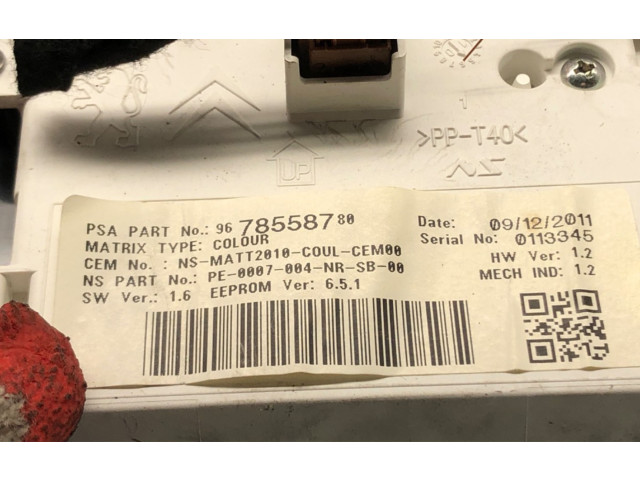 1
>PP-T40<
UP
PSA PART No.: 96 785587 80
MATRIX TYPE: COLOUR
CEM No. : NS-MATT2010-COUL-CEM00
NS PART No.: PE-0007-004-NR-SB-00
SW Ver.: 1.6 EEPROM Ver: 6.5.1
Date: 09/12/2011
Serial No: 0113345
HW Ver: 1.2
MECH IND: 1.2